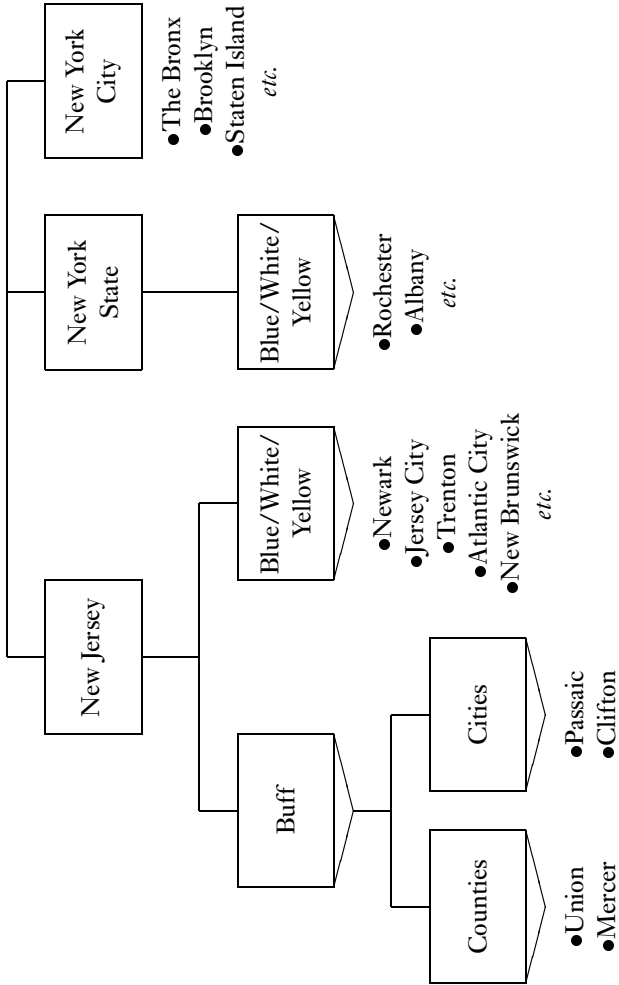 New Jersey
New York
State
New York
City
Buff
Blue/White/
Yellow
Blue/White/
Yellow
●The Bronx
●Brooklyn
●Staten Island
etc.
Counties
Cities
●Newark
●Jersey City
●Trenton
●Atlantic City
●New Brunswick
etc.
●Rochester
●Albany
etc.
●Union
●Mercer
●Passaic
●Clifton